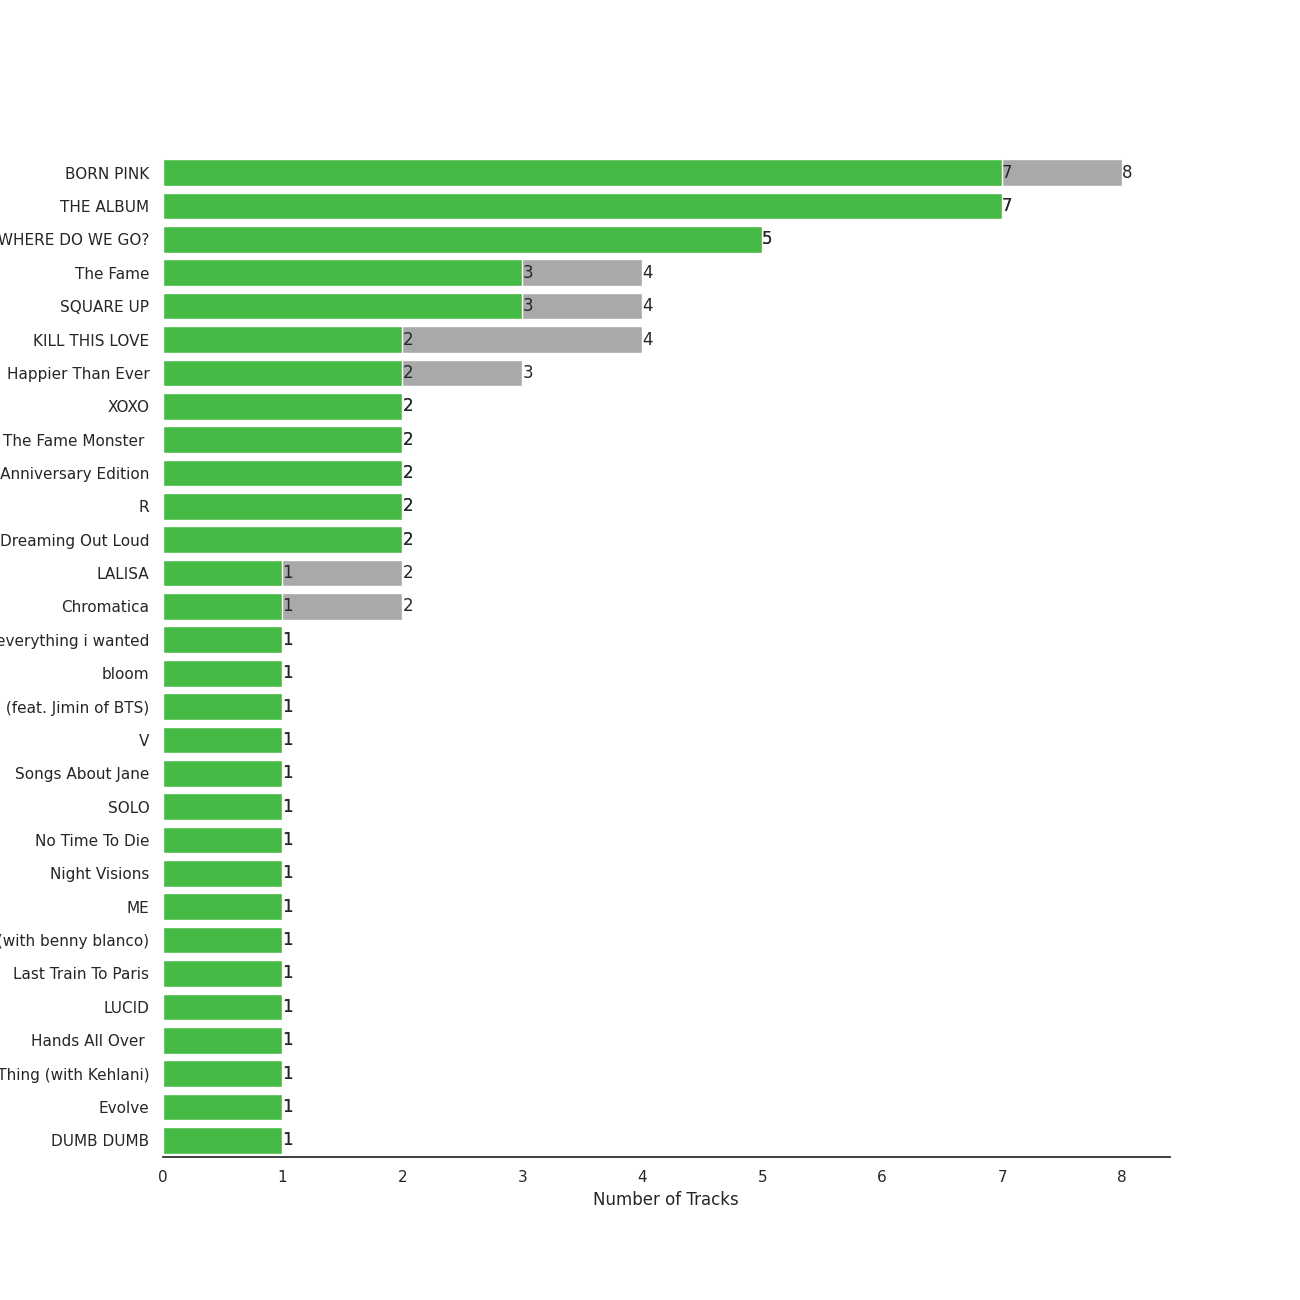 BORN PINK 7 8
THE ALBUM 7
WHERE DO WE GO? 5
The Fame 3 4
SQUARE UP 3 4
KILL THIS LOVE 2 4
Happier Than Ever 2 3
XOXO 2
The Fame Monster 2
Anniversary Edition 2
R 2
Dreaming Out Loud 2
LALISA 1 2
Chromatica 1 2
everything i wanted 1
bloom 1
(feat. Jimin of BTS) 1
V 1
Songs About Jane 1
SOLO 1
No Time To Die 1
Night Visions 1
ME 1
(with benny blanco) 1
Last Train To Paris 1
LUCID 1
Hands All Over 1
Thing (with Kehlani) 1
Evolve 1
DUMB DUMB 1
0 1 2 3 4 5 6 7 8
Number of Tracks